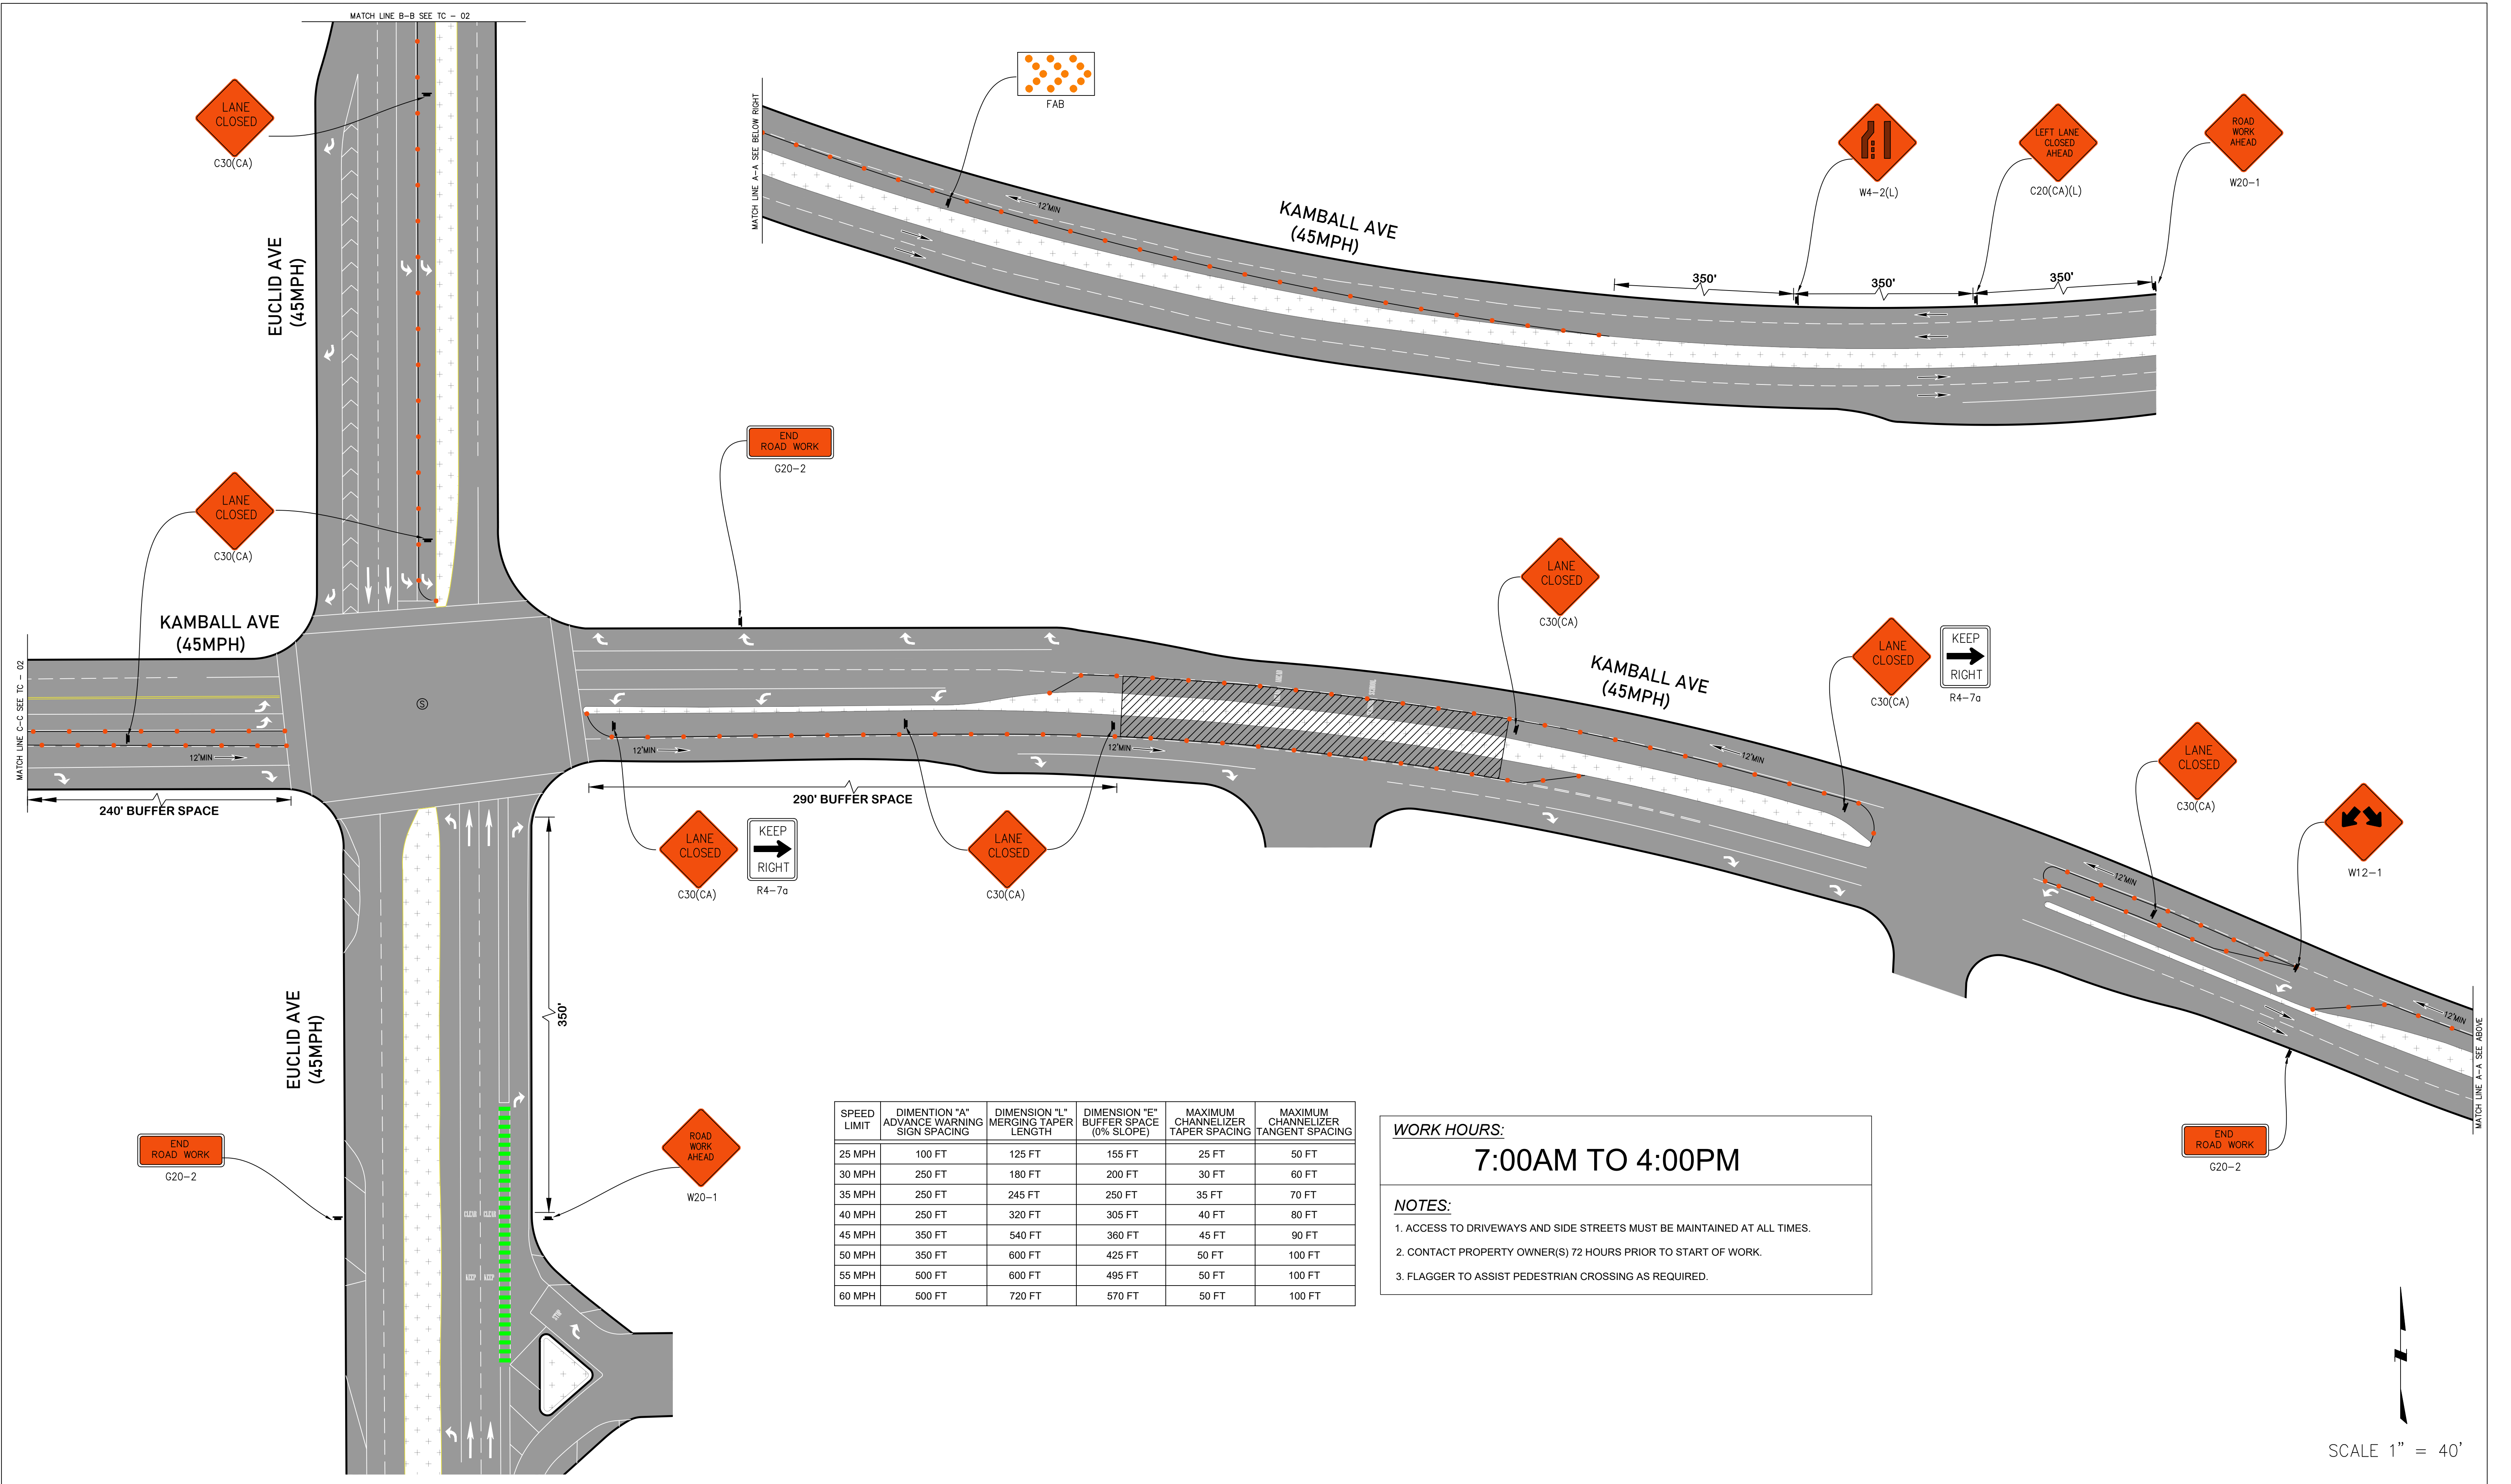 MATCH LINE B-B SEE TC - 02
LANE
CLOSED
C30(CA)
FAB
MATCH LINE A-A SEE BELOW RIGHT
12'MIN
KAMBALL AVE
(45MPH)
W4-2(L)
LEFT LANE
CLOSED
AHEAD
C20(CA)(L)
ROAD
WORK
AHEAD
W20-1
350'
350'
350'
EUCLID AVE
(45MPH)
END
ROAD WORK
G20-2
LANE
CLOSED
C30(CA)
KAMBALL AVE
(45MPH)
MATCH LINE C-C SEE TC - 02
12'MIN
240' BUFFER SPACE
S
12'MIN
12'MIN
290' BUFFER SPACE
LANE
CLOSED
C30(CA)
KEEP
RIGHT
R4-7a
LANE
CLOSED
C30(CA)
LANE
CLOSED
C30(CA)
KAMBALL AVE
(45MPH)
12'MIN
LANE
CLOSED
C30(CA)
KEEP
RIGHT
R4-7a
LANE
CLOSED
C30(CA)
W12-1
12'MIN
12'MIN
MATCH LINE A-A SEE ABOVE
END
ROAD WORK
G20-2
350'
EUCLID AVE
(45MPH)
END
ROAD WORK
G20-2
ROAD
WORK
AHEAD
W20-1
CLEAR CLEAR
KEEP KEEP
STOP
SPEED LIMIT DIMENTION "A" ADVANCE WARNING SIGN SPACING DIMENSION "L" MERGING TAPER LENGTH DIMENSION "E" BUFFER SPACE (0% SLOPE) MAXIMUM CHANNELIZER TAPER SPACING MAXIMUM CHANNELIZER TANGENT SPACING
25 MPH 100 FT 125 FT 155 FT 25 FT 50 FT
30 MPH 250 FT 180 FT 200 FT 30 FT 60 FT
35 MPH 250 FT 245 FT 250 FT 35 FT 70 FT
40 MPH 250 FT 320 FT 305 FT 40 FT 80 FT
45 MPH 350 FT 540 FT 360 FT 45 FT 90 FT
50 MPH 350 FT 600 FT 425 FT 50 FT 100 FT
55 MPH 500 FT 600 FT 495 FT 50 FT 100 FT
60 MPH 500 FT 720 FT 570 FT 50 FT 100 FT
WORK HOURS:
7:00AM TO 4:00PM
NOTES:
1. ACCESS TO DRIVEWAYS AND SIDE STREETS MUST BE MAINTAINED AT ALL TIMES.
2. CONTACT PROPERTY OWNER(S) 72 HOURS PRIOR TO START OF WORK.
3. FLAGGER TO ASSIST PEDESTRIAN CROSSING AS REQUIRED.
N
SCALE 1" = 40'